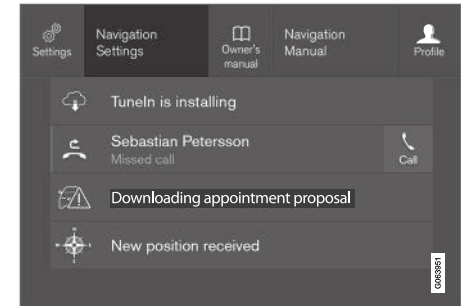 Settings
Navigation
Settings
Owner's
manual
Navigation
Manual
Profile
TuneIn is installing
Sebastian Petersson
Missed call
Call
Downloading appointment proposal
New position received
G063951